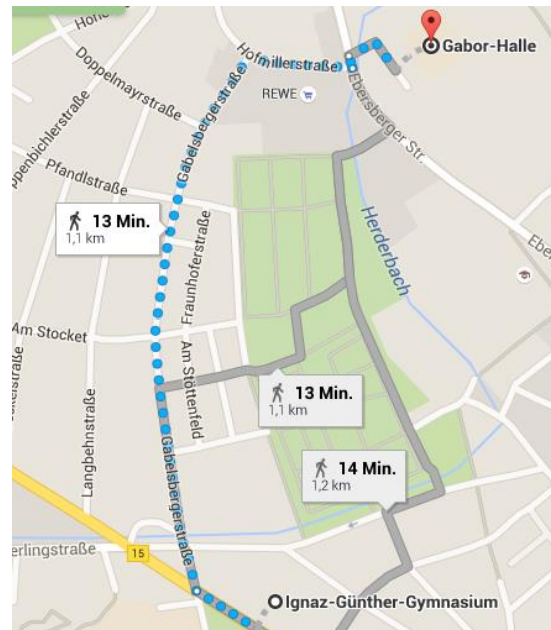 Gabor-Halle
Hofmillerstraße
Doppelmayrstraße
Gabelsbergerstraße
REWE
Ebersberger Str.
Pfandlstraße
13 Min.
1,1 km
Fraunhoferstraße
Herderbach
Am Stocket
Am Stöttenfeld
13 Min.
1,1 km
Langbehnstraße
Gabelsbergerstraße
14 Min.
1,2 km
erlingstraße
15
Ignaz-Günther-Gymnasium